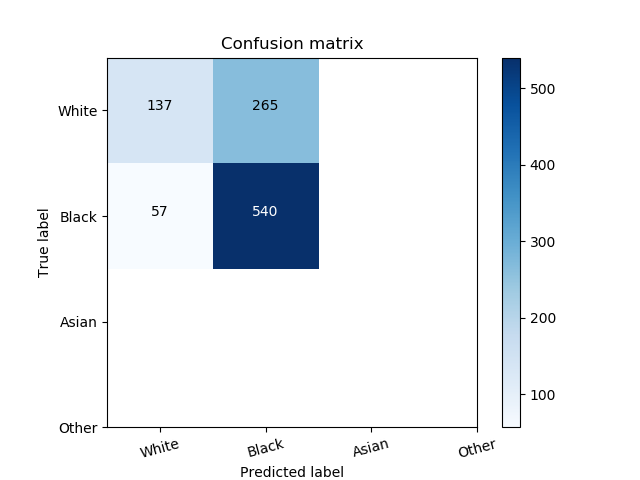 Confusion matrix
White 137 265
Black 57 540
Asian
Other
True label
White Black Asian Other
Predicted label
500
400
300
200
100